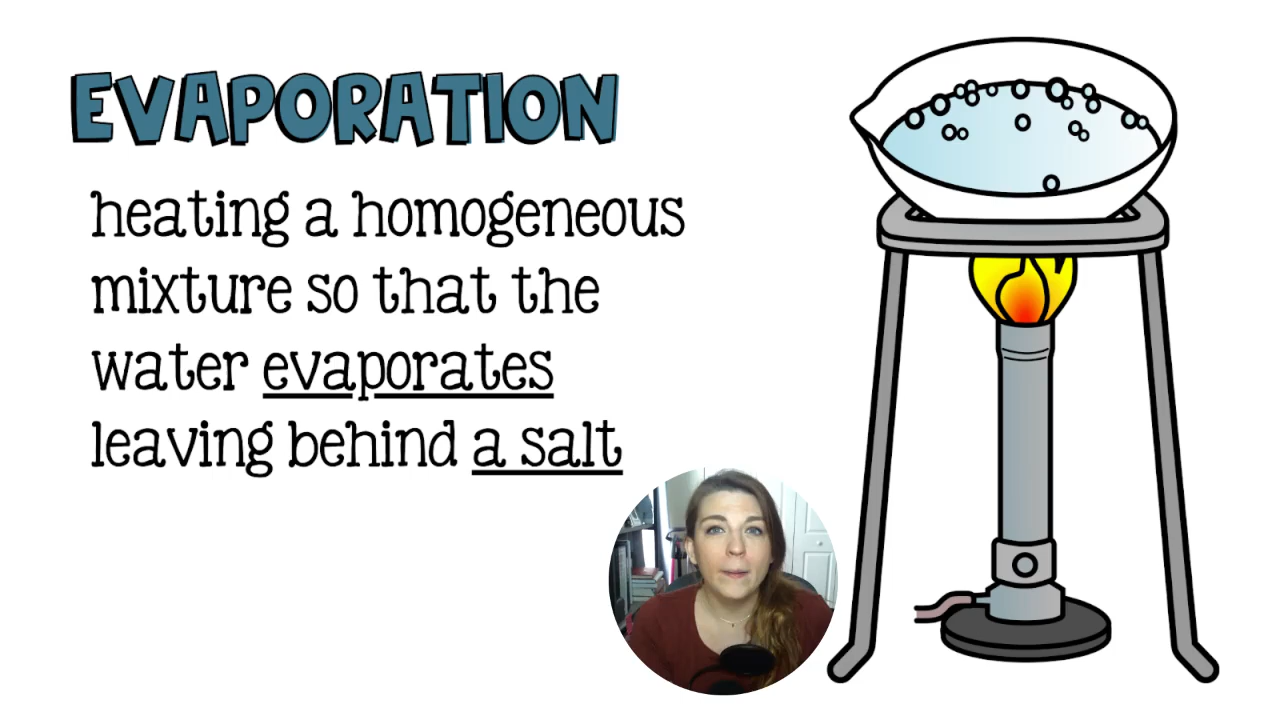 EVAPORATION
heating a homogeneous
mixture so that the
water evaporates
leaving behind a salt